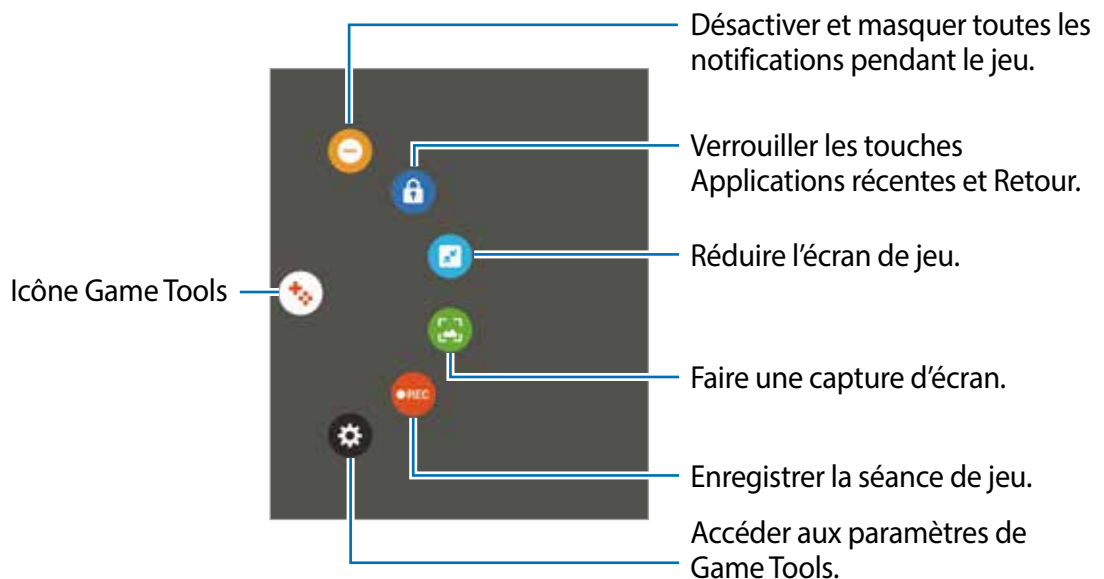 Désactiver et masquer toutes les
notifications pendant le jeu.
Verrouiller les touches
Applications récentes et Retour.
Réduire l’écran de jeu.
Icône Game Tools
Faire une capture d’écran.
REC
Enregistrer la séance de jeu.
Accéder aux paramètres de
Game Tools.